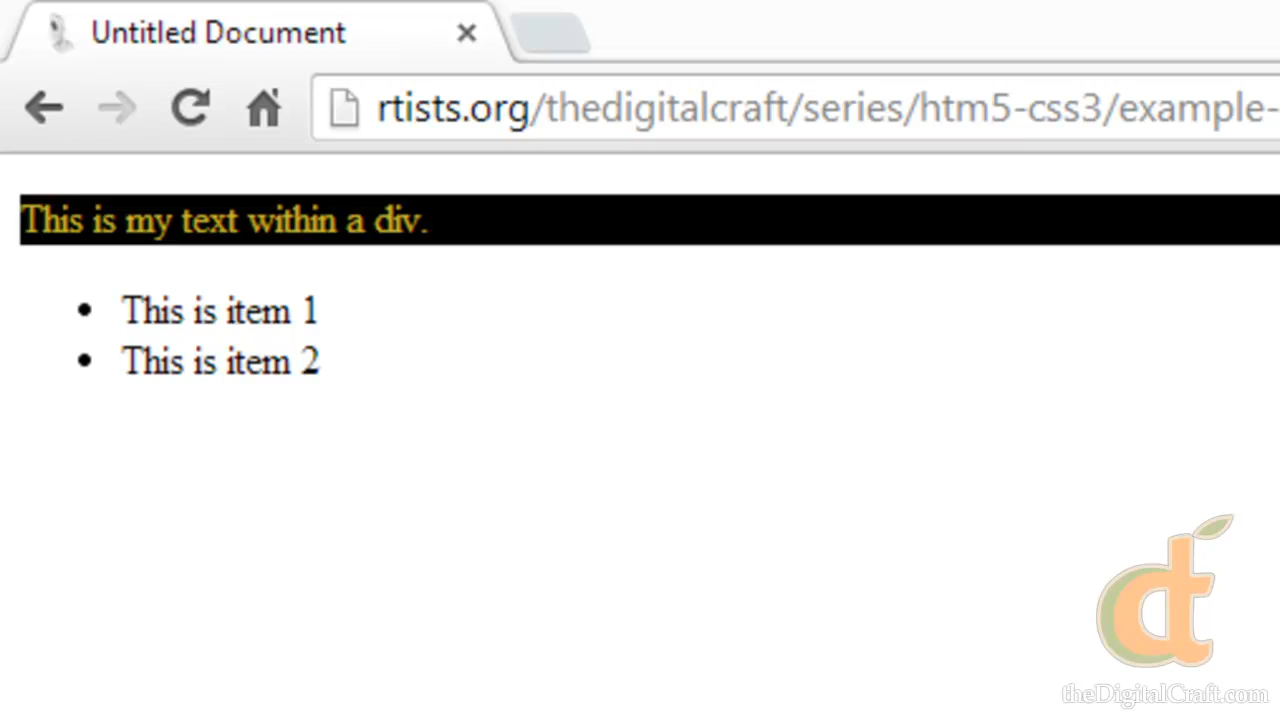 Untitled Document
rtists.org/thedigitalcraft/series/htm5-css3/example-
This is my text within a div.
• This is item 1
• This is item 2
dt
theDigitalCraft.com